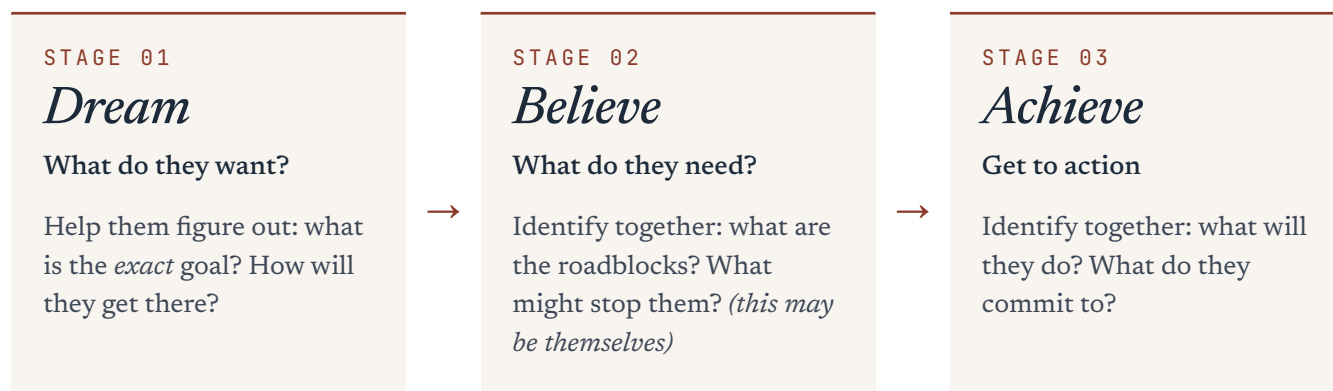 STAGE 01
Dream
What do they want?
Help them figure out: what
is the exact goal? How will
they get there?
→
STAGE 02
Believe
What do they need?
Identify together: what are
the roadblocks? What
might stop them? (this may
be themselves)
→
STAGE 03
Achieve
Get to action
Identify together: what will
they do? What do they
commit to?